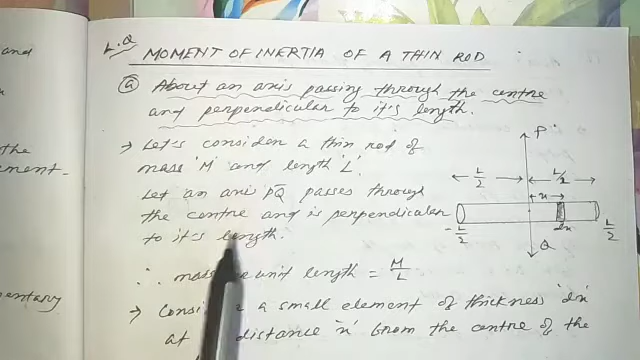 and
the
ement-
entary
L.Q
MOMENT OF INERTIA OF A THIN ROD
(a) About an axis passing through the centre
and perpendicular to it's length.
→ Let's consider a thin rod of
mass 'M' and length 'L'.
Let an axis PQ passes through
the centre and is perpendicular
to it's length.
∴ mass unit length = M/L
→ Consider a small element of thickness 'dx'
at distance 'x' from the centre of the
P
L/2
L/2
x
-L/2
dx
L/2
Q